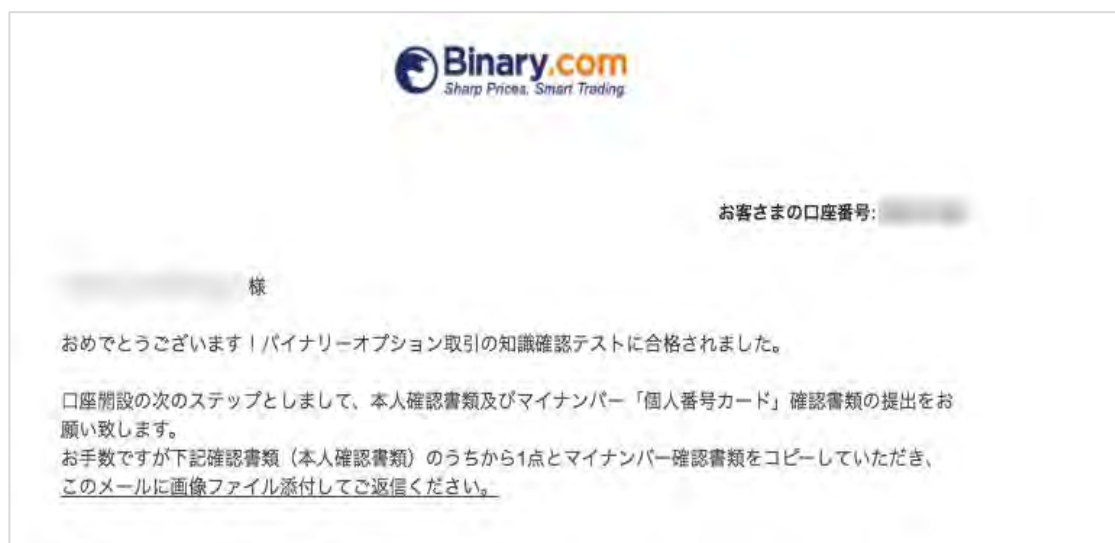 Binary.com
Sharp Prices. Smart Trading.
お客さまの口座番号:
様
おめでとうございます！バイナリーオプション取引の知識確認テストに合格されました。
口座開設の次のステップとしまして、本人確認書類及びマイナンバー「個人番号カード」確認書類の提出をお
願い致します。
お手数ですが下記確認書類（本人確認書類）のうちから1点とマイナンバー確認書類をコピーしていただき、
このメールに画像ファイル添付してご返信ください。